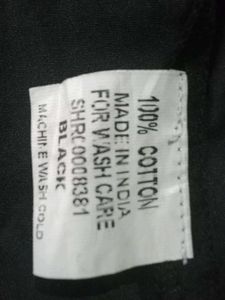 100% COTTON
MADE IN INDIA
FOR WASH CARE
SHRC0008381
BLACK
MACHINE WASH COLD